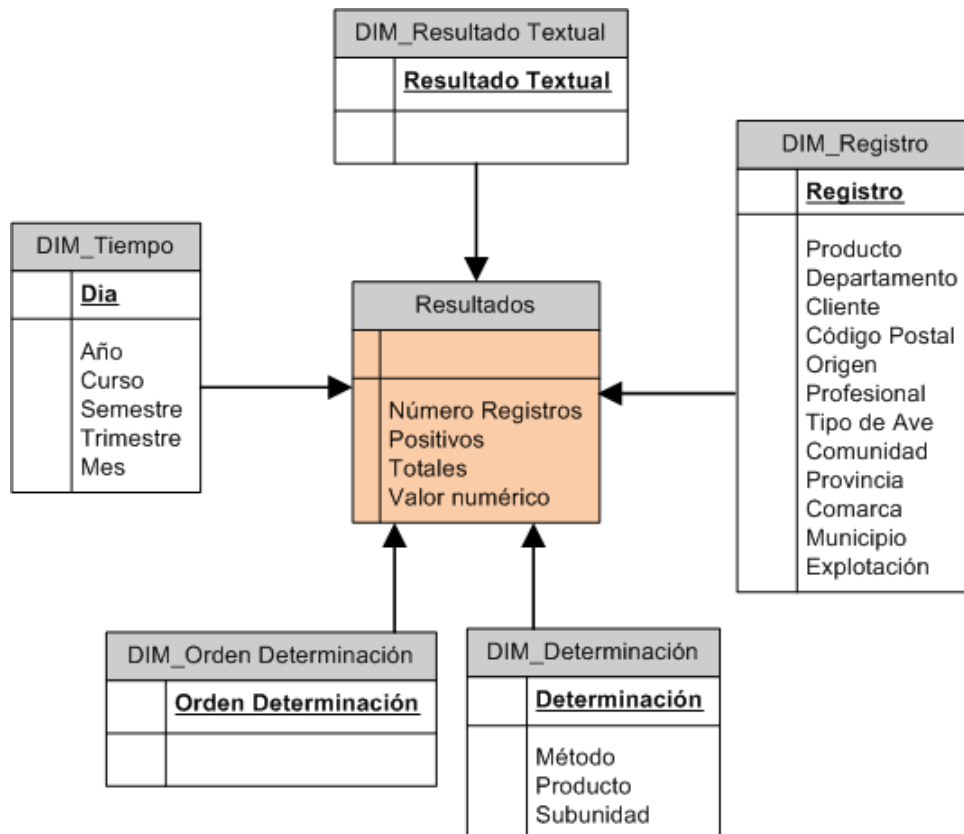 DIM_Resultado Textual
Resultado Textual
DIM_Registro
Registro
Producto
Departamento
Cliente
Código Postal
Origen
Profesional
Tipo de Ave
Comunidad
Provincia
Comarca
Municipio
Explotación
DIM_Tiempo
Dia
Año
Curso
Semestre
Trimestre
Mes
Resultados
Número Registros
Positivos
Totales
Valor numérico
DIM_Orden Determinación
Orden Determinación
DIM_Determinación
Determinación
Método
Producto
Subunidad